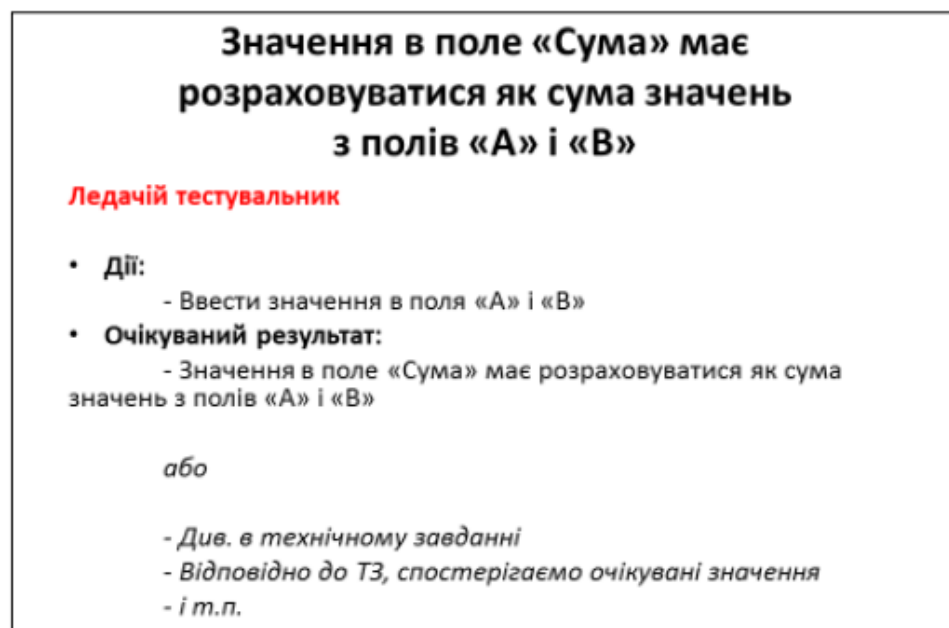 Значення в поле «Сума» має
розраховуватися як сума значень
з полів «А» і «В»
Ледачій тестувальник
• Дії:
- Ввести значення в поля «А» і «В»
• Очікуваний результат:
- Значення в поле «Сума» має розраховуватися як сума
значень з полів «А» і «В»
або
- Див. в технічному завданні
- Відповідно до ТЗ, спостерігаємо очікувані значення
- і т.п.